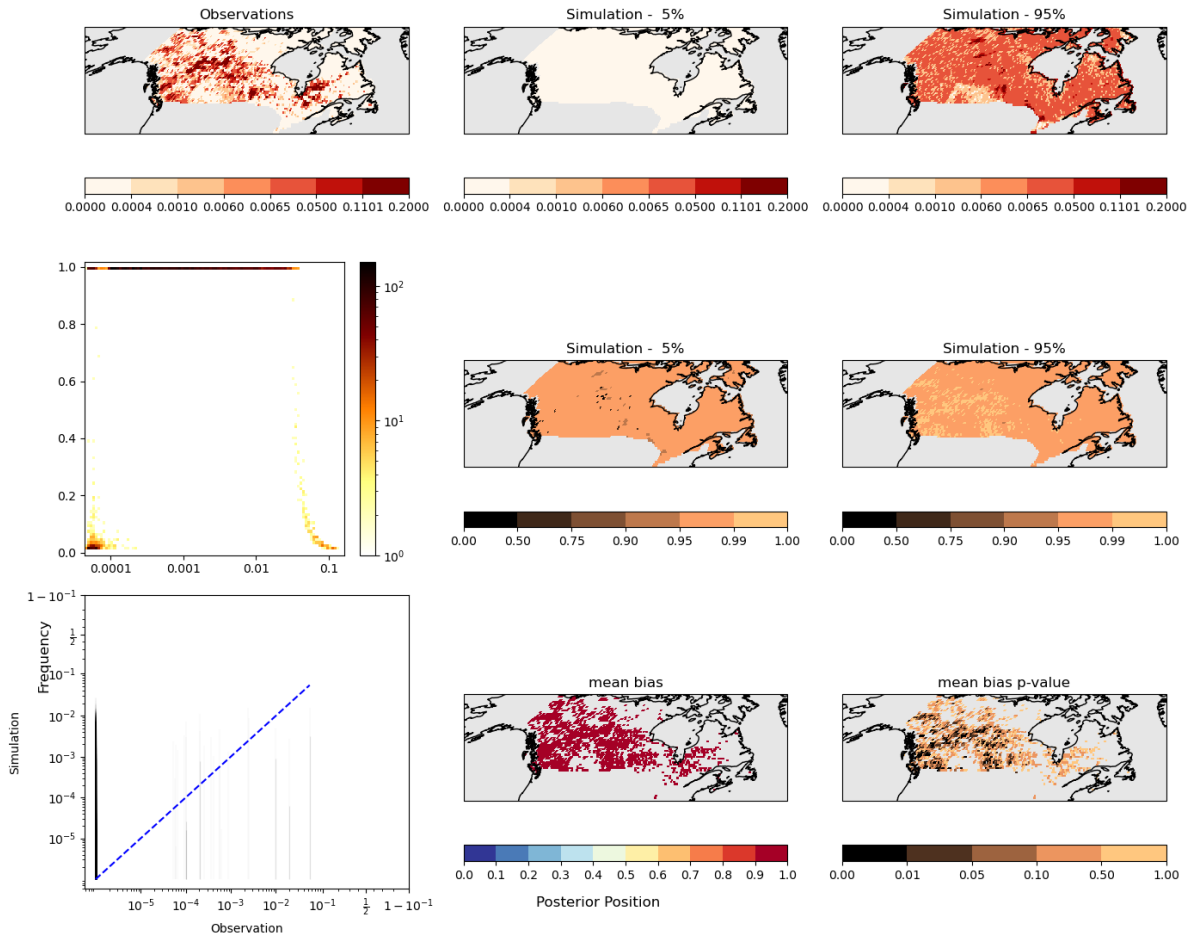 Observations
Simulation -  5%
Simulation - 95%
0.0000 0.0004 0.0010 0.0060 0.0065 0.0500 0.1101 0.2000
0.0000 0.0004 0.0010 0.0060 0.0065 0.0500 0.1101 0.2000
0.0000 0.0004 0.0010 0.0060 0.0065 0.0500 0.1101 0.2000
1.0
0.8
0.6
0.4
0.2
0.0
0.0001 0.001 0.01 0.1
10²
10¹
10⁰
Simulation -  5%
Simulation - 95%
0.00 0.50 0.75 0.90 0.95 0.99 1.00
0.00 0.50 0.75 0.90 0.95 0.99 1.00
Frequency
Simulation
1 − 10⁻¹
½
10⁻¹
10⁻²
10⁻³
10⁻⁴
10⁻⁵
10⁻⁵ 10⁻⁴ 10⁻³ 10⁻² 10⁻¹ ½ 1 − 10⁻¹
Observation
mean bias
mean bias p-value
0.0 0.1 0.2 0.3 0.4 0.5 0.6 0.7 0.8 0.9 1.0
Posterior Position
0.00 0.01 0.05 0.10 0.50 1.00